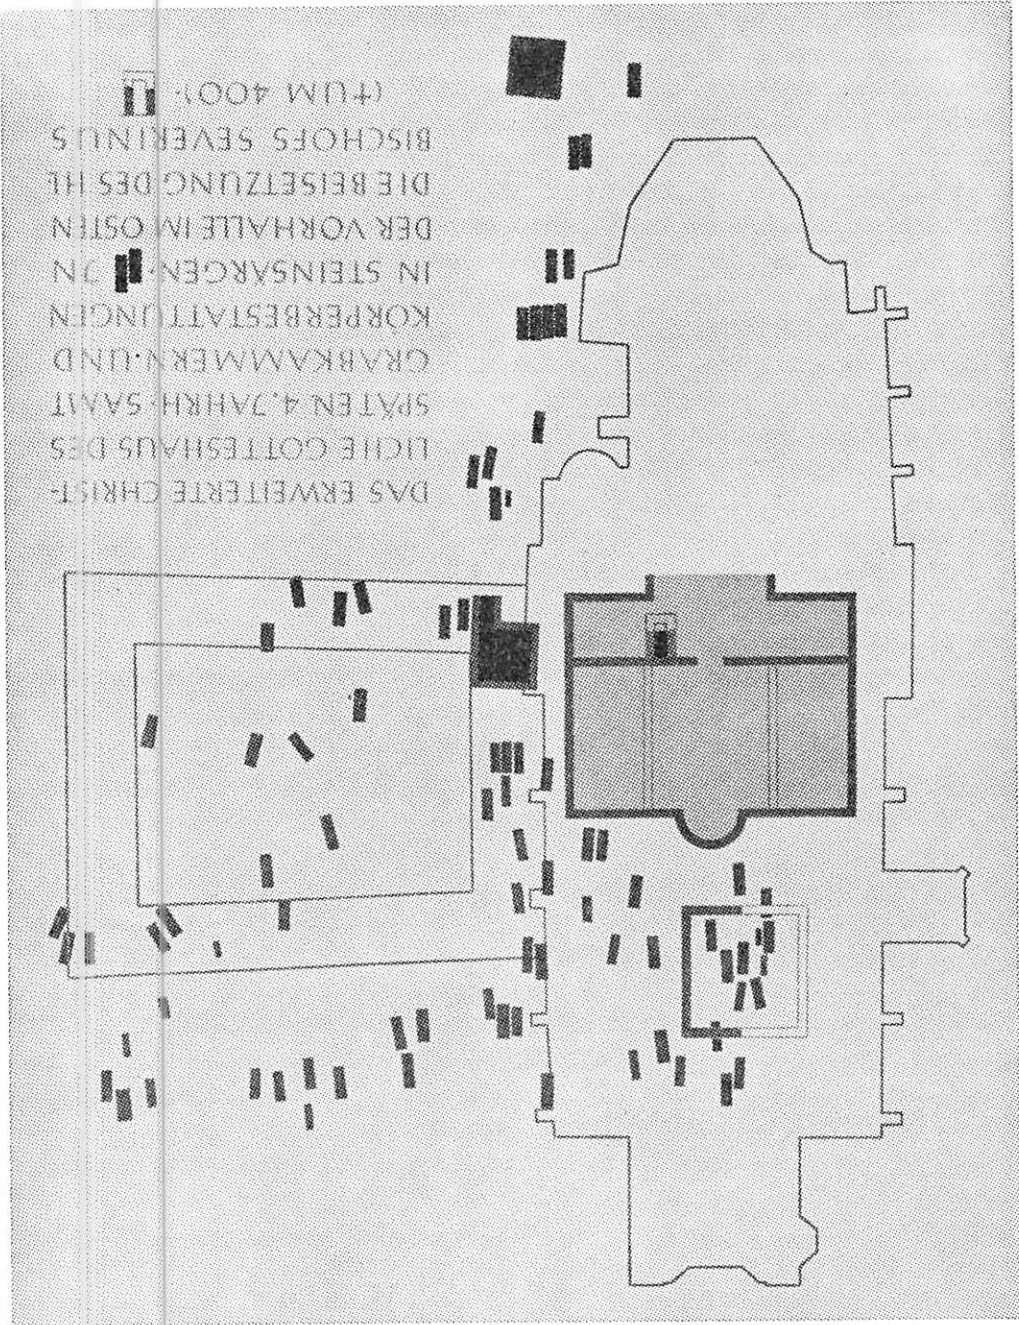 DAS ERWEITERTE CHRIST-
LICHE GOTTESHAUS DES
SPÄTEN 4. JAHRH· SAMT
GRABKAMMERN·UND
KÖRPERBESTATTUNGEN
IN STEINSÄRGEN· IN
DER VORHALLE IM OSTEN
DIE BEISETZUNG DES HL
BISCHOFS SEVERINUS
(†UM 400)·